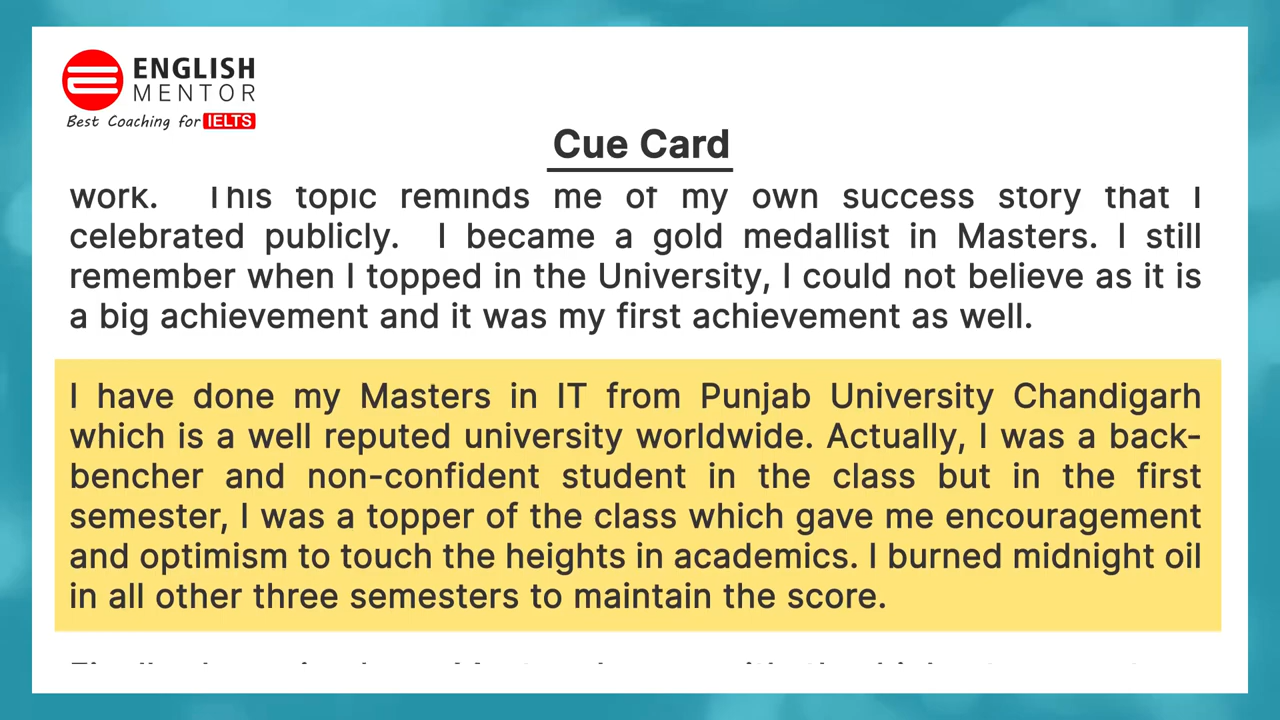 ENGLISH
MENTOR
Best Coaching for IELTS
Cue Card
work. This topic reminds me of my own success story that I
celebrated publicly. I became a gold medallist in Masters. I still
remember when I topped in the University, I could not believe as it is
a big achievement and it was my first achievement as well.
I have done my Masters in IT from Punjab University Chandigarh
which is a well reputed university worldwide. Actually, I was a back-
bencher and non-confident student in the class but in the first
semester, I was a topper of the class which gave me encouragement
and optimism to touch the heights in academics. I burned midnight oil
in all other three semesters to maintain the score.